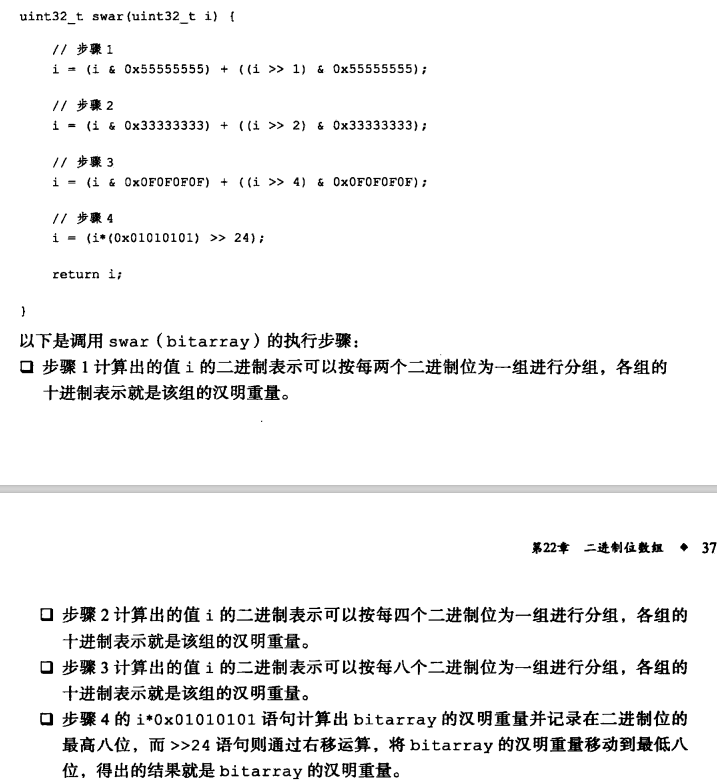 uint32_t swar(uint32_t i) {
// 步骤 1
i = (i & 0x55555555) + ((i >> 1) & 0x55555555);
// 步骤 2
i = (i & 0x33333333) + ((i >> 2) & 0x33333333);
// 步骤 3
i = (i & 0x0F0F0F0F) + ((i >> 4) & 0x0F0F0F0F);
// 步骤 4
i = (i*(0x01010101) >> 24);
return i;
}
以下是调用 swar（bitarray）的执行步骤：
❑ 步骤 1 计算出的值 i 的二进制表示可以按每两个二进制位为一组进行分组，各组的
十进制表示就是该组的汉明重量。
第22章 二进制位数组 ◆ 37
❑ 步骤 2 计算出的值 i 的二进制表示可以按每四个二进制位为一组进行分组，各组的
十进制表示就是该组的汉明重量。
❑ 步骤 3 计算出的值 i 的二进制表示可以按每八个二进制位为一组进行分组，各组的
十进制表示就是该组的汉明重量。
❑ 步骤 4 的 i*0x01010101 语句计算出 bitarray 的汉明重量并记录在二进制位的
最高八位，而 >>24 语句则通过右移运算，将 bitarray 的汉明重量移动到最低八
位，得出的结果就是 bitarray 的汉明重量。